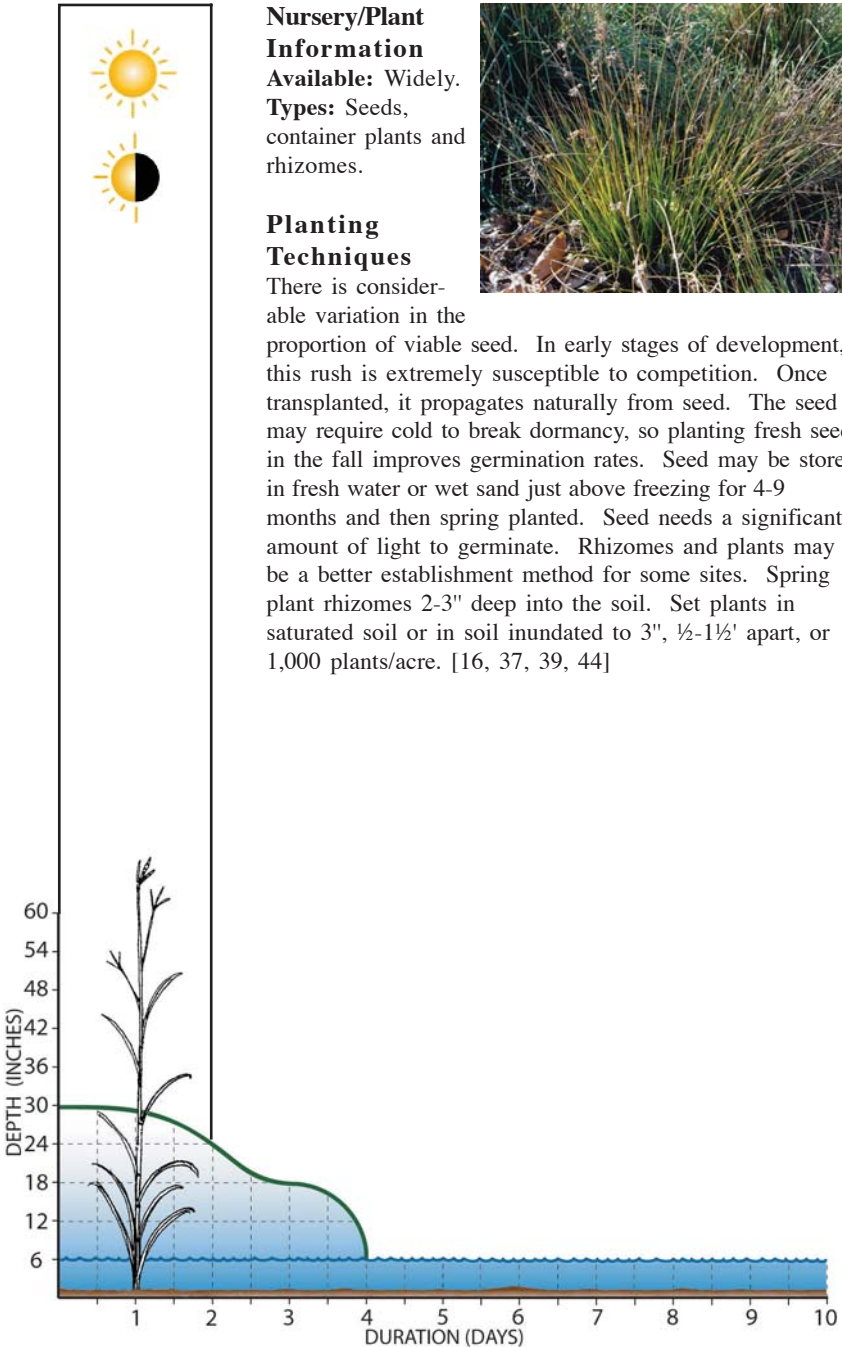 Nursery/Plant
Information
Available: Widely.
Types: Seeds,
container plants and
rhizomes.
Planting
Techniques
There is consider-
able variation in the
proportion of viable seed. In early stages of development,
this rush is extremely susceptible to competition. Once
transplanted, it propagates naturally from seed. The seed
may require cold to break dormancy, so planting fresh see
in the fall improves germination rates. Seed may be store
in fresh water or wet sand just above freezing for 4-9
months and then spring planted. Seed needs a significant
amount of light to germinate. Rhizomes and plants may
be a better establishment method for some sites. Spring
plant rhizomes 2-3" deep into the soil. Set plants in
saturated soil or in soil inundated to 3", ½-1½' apart, or
1,000 plants/acre. [16, 37, 39, 44]
60
54
48
42
36
30
24
18
12
6
DEPTH (INCHES)
1 2 3 4 5 6 7 8 9 10
DURATION (DAYS)